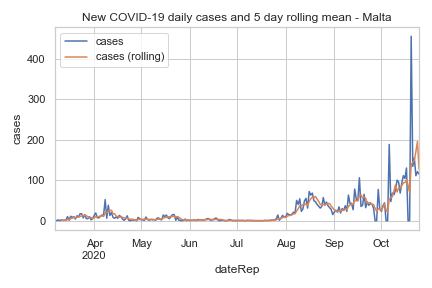 New COVID-19 daily cases and 5 day rolling mean - Malta
cases
cases (rolling)
400
300
200
100
0
cases
Apr May Jun Jul Aug Sep Oct
2020
dateRep